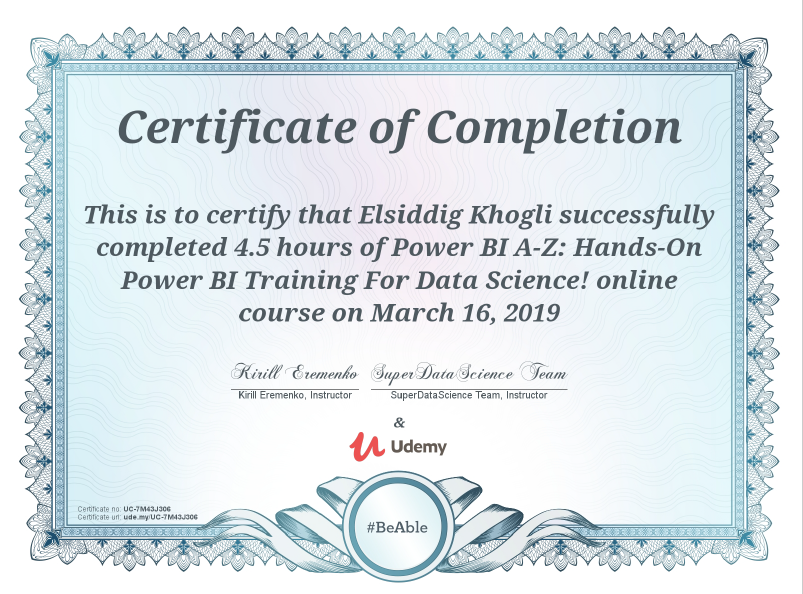 Certificate of Completion
This is to certify that Elsiddig Khogli successfully
completed 4.5 hours of Power BI A-Z: Hands-On
Power BI Training For Data Science! online
course on March 16, 2019
Kirill Eremenko SuperDataScience Team
Kirill Eremenko, Instructor SuperDataScience Team, Instructor
&
Udemy
Certificate no: UC-7M43J306
Certificate url: ude.my/UC-7M43J306
#BeAble